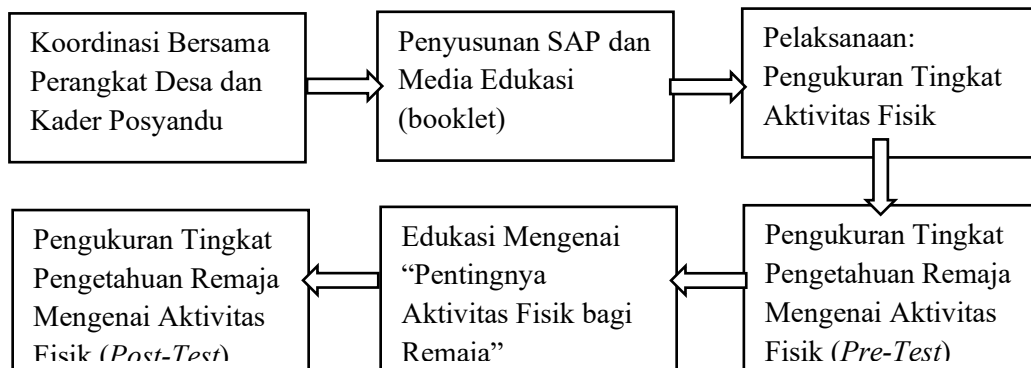 Koordinasi Bersama
Perangkat Desa dan
Kader Posyandu
Penyusunan SAP dan
Media Edukasi
(booklet)
Pelaksanaan:
Pengukuran Tingkat
Aktivitas Fisik
Pengukuran Tingkat
Pengetahuan Remaja
Mengenai Aktivitas
Fisik (Pre-Test)
Edukasi Mengenai
“Pentingnya
Aktivitas Fisik bagi
Remaja”
Pengukuran Tingkat
Pengetahuan Remaja
Mengenai Aktivitas
Fisik (Post-Test)